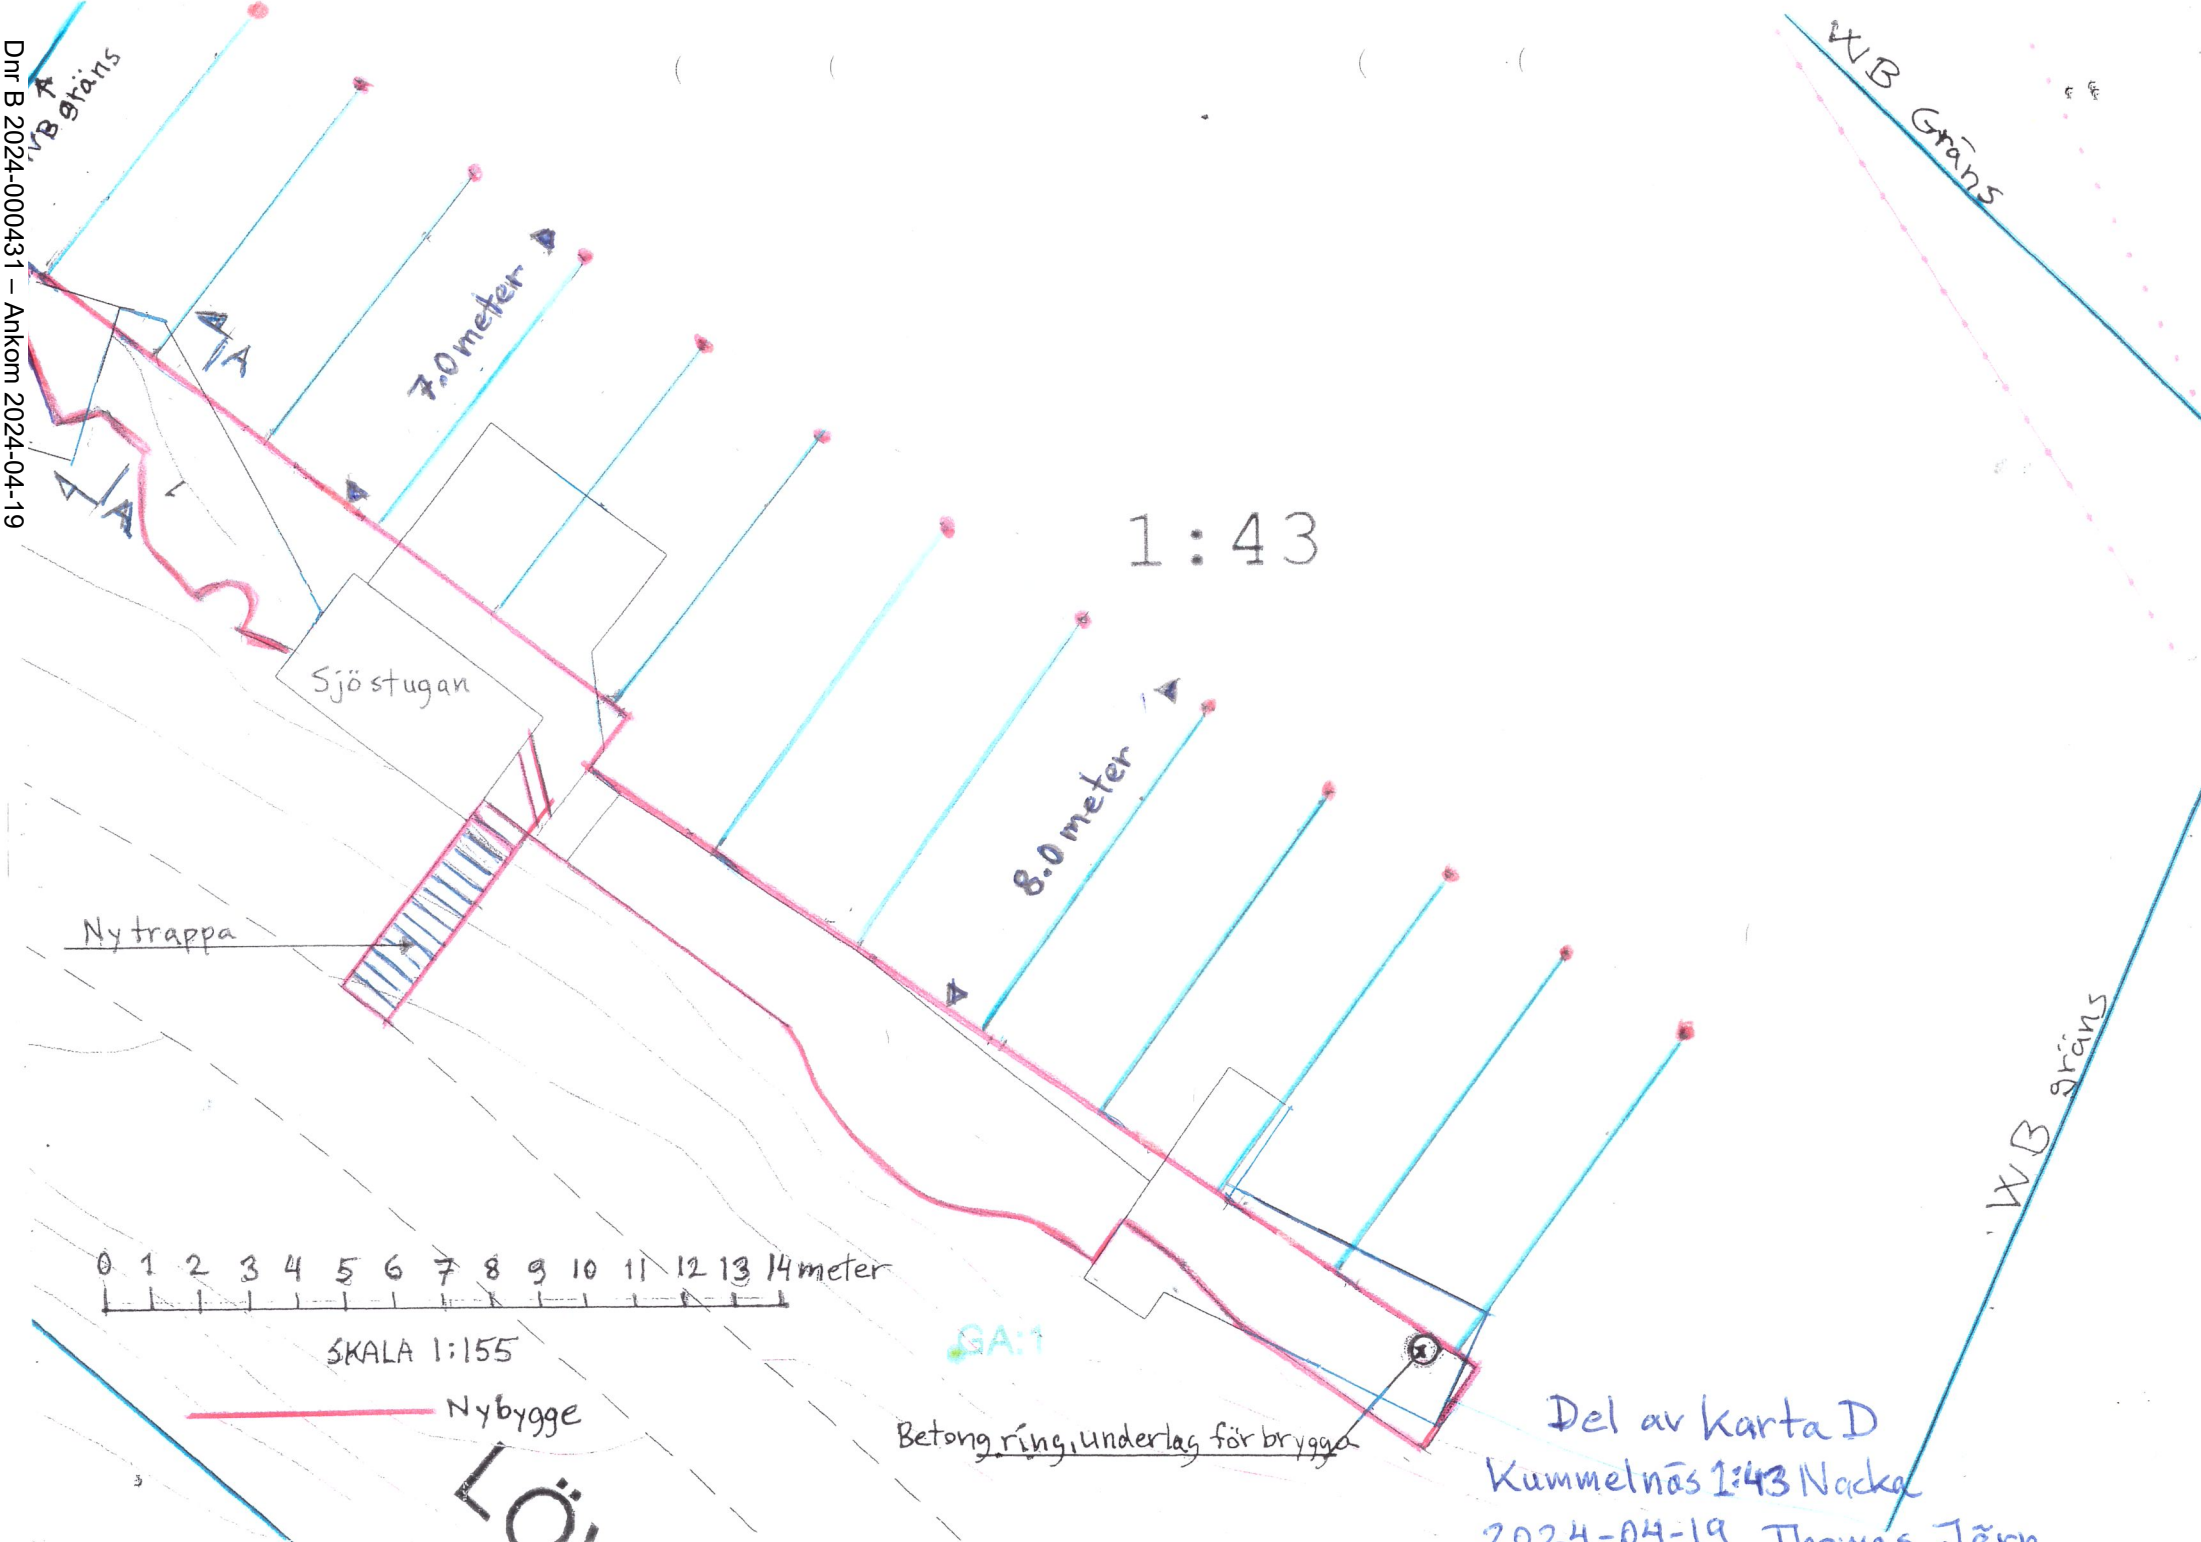 Dnr B 2024-000431 – Ankom 2024-04-19
gräns
WB Gräns
7.0 meter
A
A
1:43
Sjöstugan
8.0 meter
Ny trappa
WB gräns
0 1 2 3 4 5 6 7 8 9 10 11 12 13 14 meter
SKALA 1:155
Nybygge
GA:1
Betongring, underlag för brygga
LÖ
Del av Karta D
Kummelnäs 1:43 Nacka
2024-04-19 Thomas